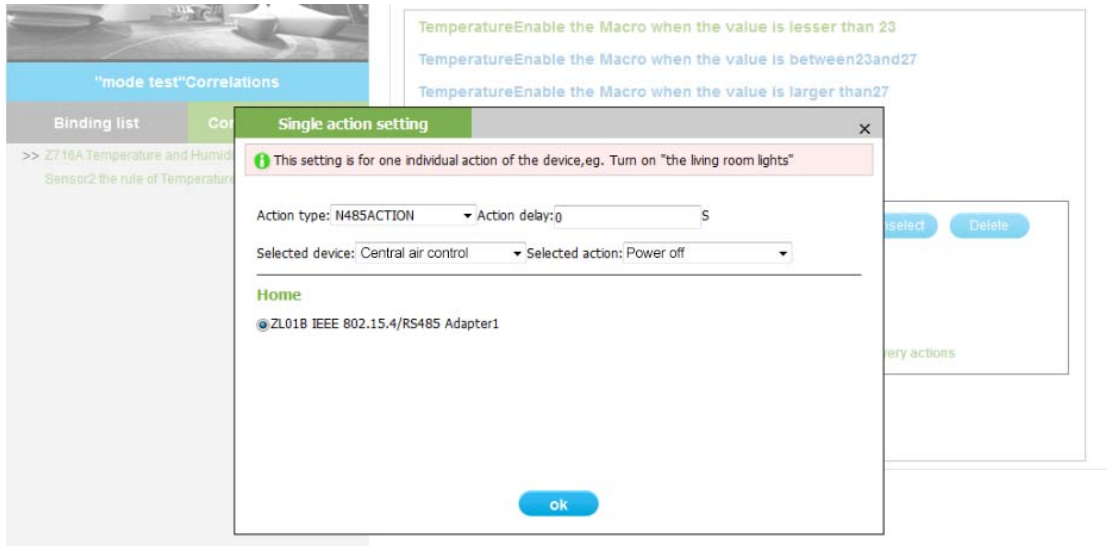 "mode test"Correlations
Binding list
>> Z716A Temperature and
Sensor2 the rule of Temperature
TemperatureEnable the Macro when the value is lesser than 23
TemperatureEnable the Macro when the value is between23and27
TemperatureEnable the Macro when the value is larger than27
Delete
actions
Single action setting
This setting is for one individual action of the device,eg. Turn on "the living room lights"
Action type: N485ACTION Action delay:0 S
Selected device: Central air control Selected action: Power off
Home
ZL01B IEEE 802.15.4/RS485 Adapter1
ok